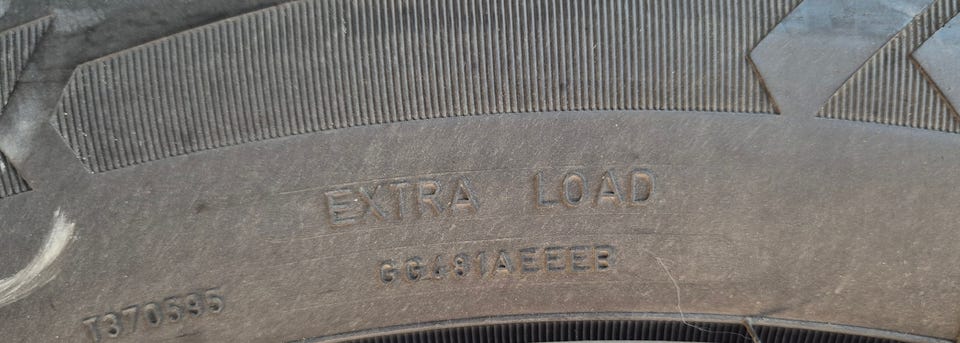 EXTRA LOAD
GG481AEEEB
T370595